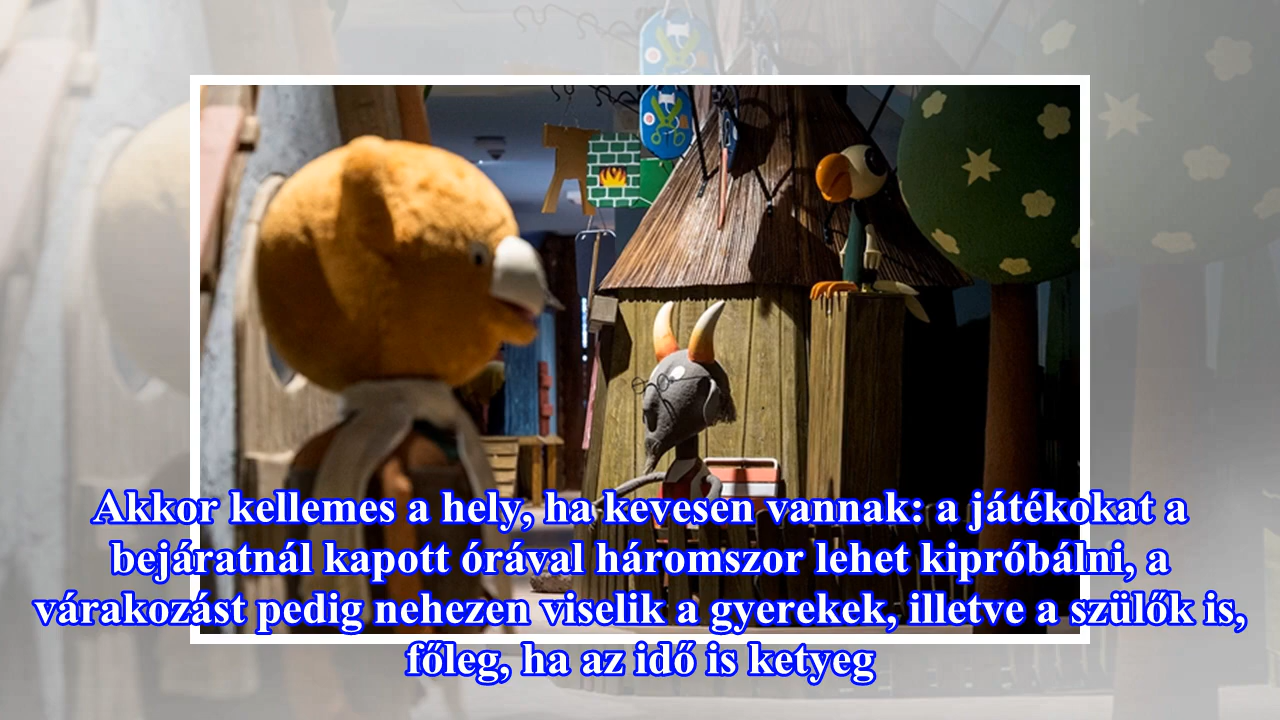 Akkor kellemes a hely, ha kevesen vannak: a játékokat a
bejáratnál kapott órával háromszor lehet kipróbálni, a
várakozást pedig nehezen viselik a gyerekek, illetve a szülők is,
főleg, ha az idő is ketyeg